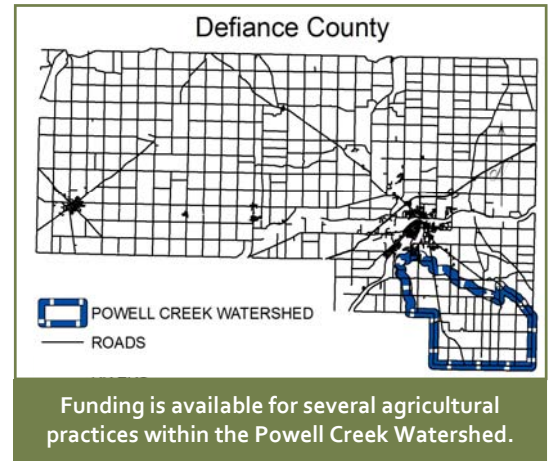 Defiance County
POWELL CREEK WATERSHED
ROADS
Funding is available for several agricultural
practices within the Powell Creek Watershed.